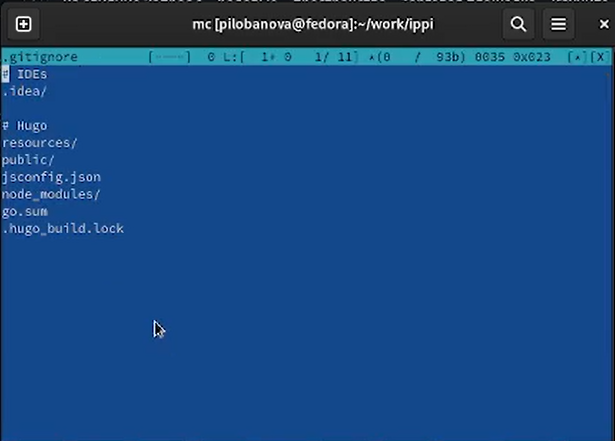 mc [pilobanova@fedora]:~/work/ippi
.gitignore [----] 0 L:[ 1+ 0 1/ 11] *(0 / 93b) 0035 0x023 [*][X]
# IDEs
.idea/
# Hugo
resources/
public/
jsconfig.json
node_modules/
go.sum
.hugo_build.lock